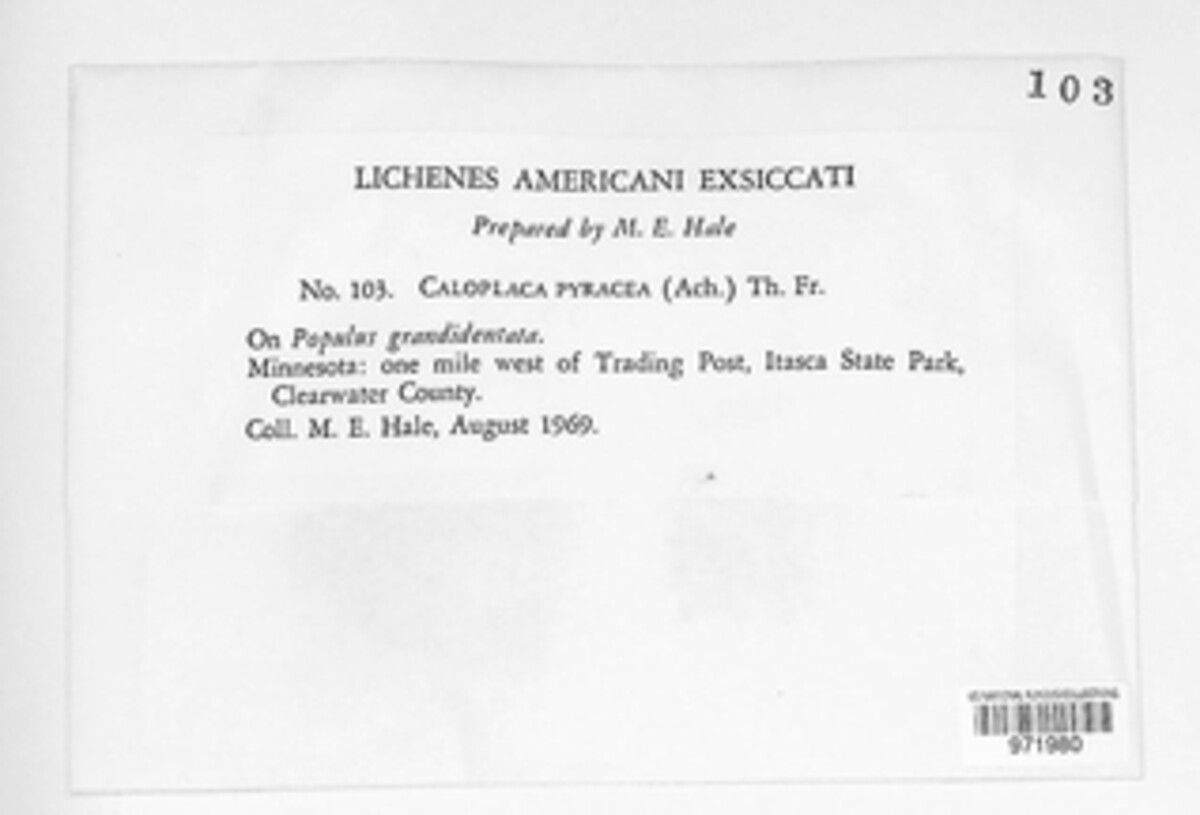 103
LICHENES AMERICANI EXSICCATI
Prepared by M. E. Hale
No. 103. CALOPLACA PYRACEA (Ach.) Th. Fr.
On Populus grandidentata.
Minnesota: one mile west of Trading Post, Itasca State Park,
Clearwater County.
Coll. M. E. Hale, August 1969.
971980